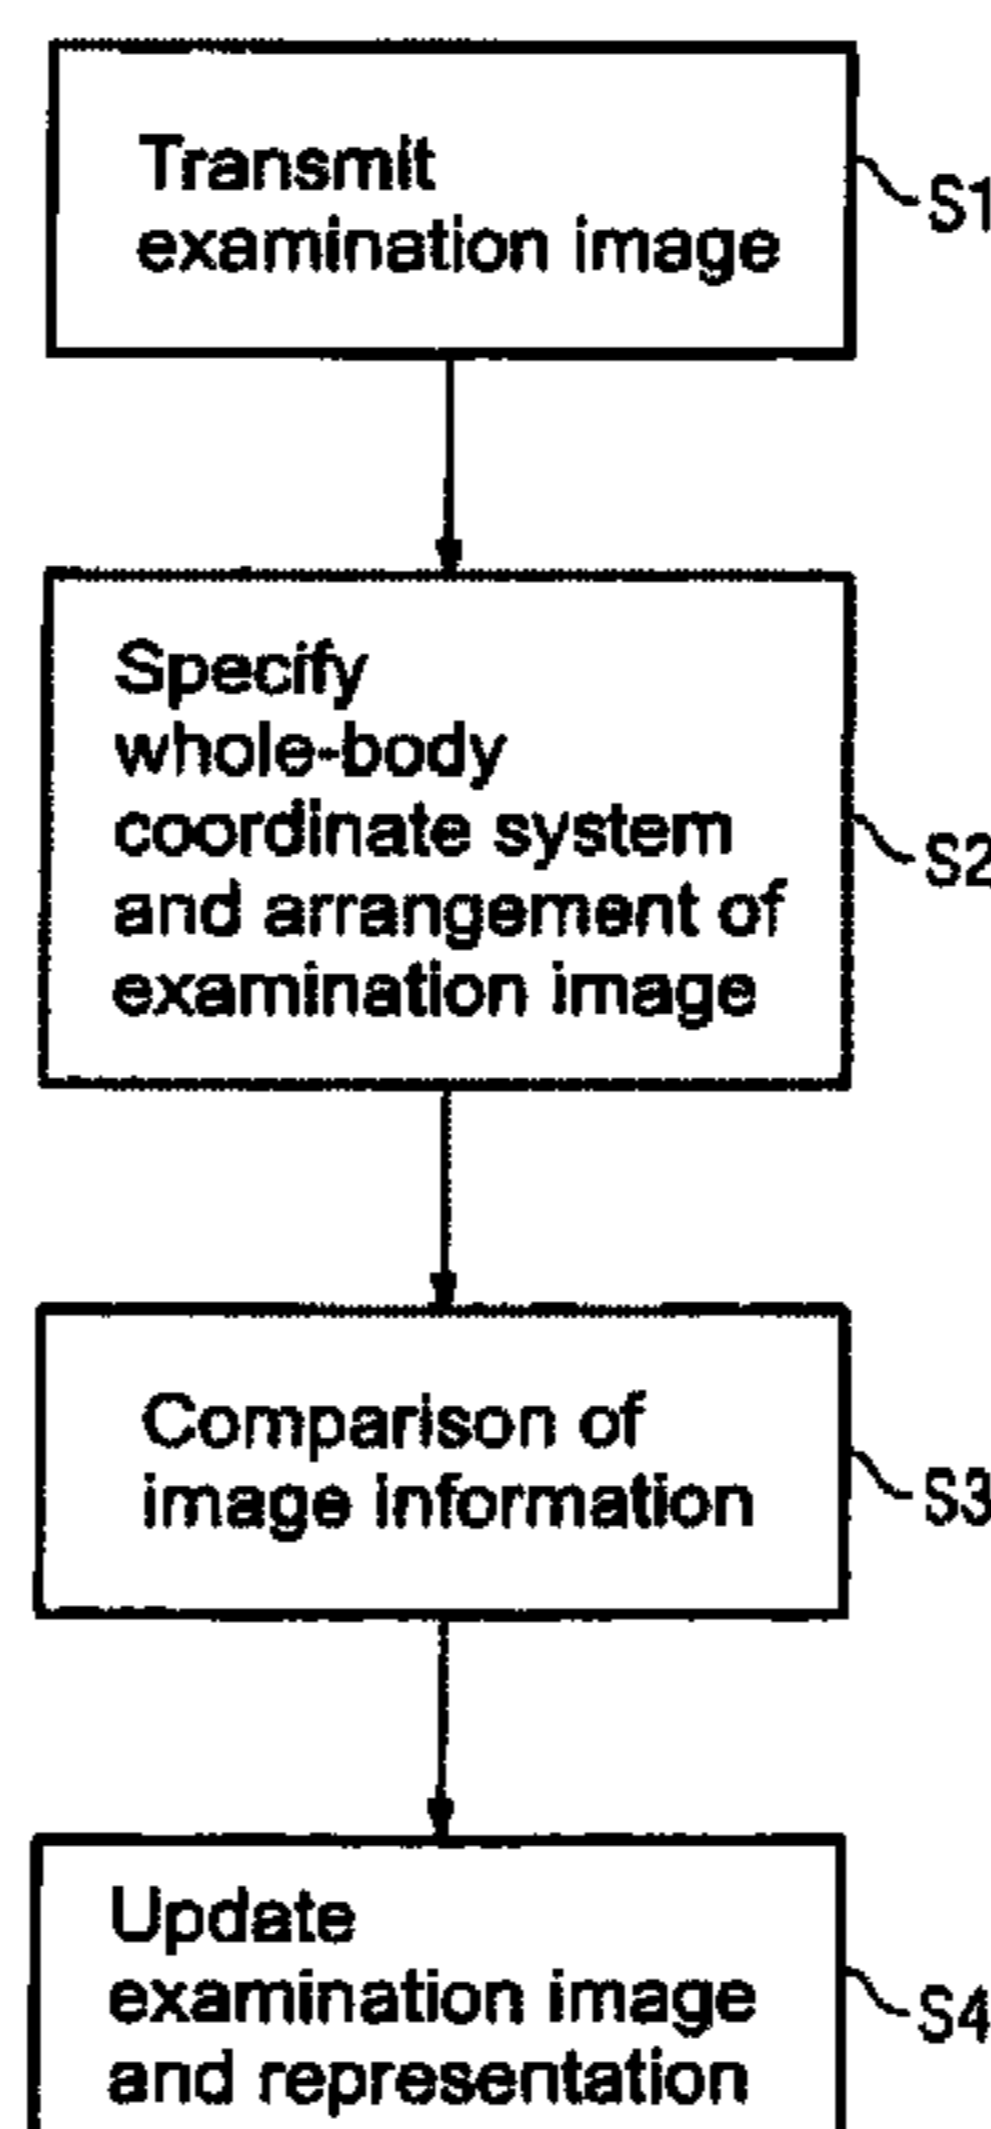 Transmit
examination image
S1
Specify
whole-body
coordinate system
and arrangement of
examination image
S2
Comparison of
image information
S3
Update
examination image
and representation
S4